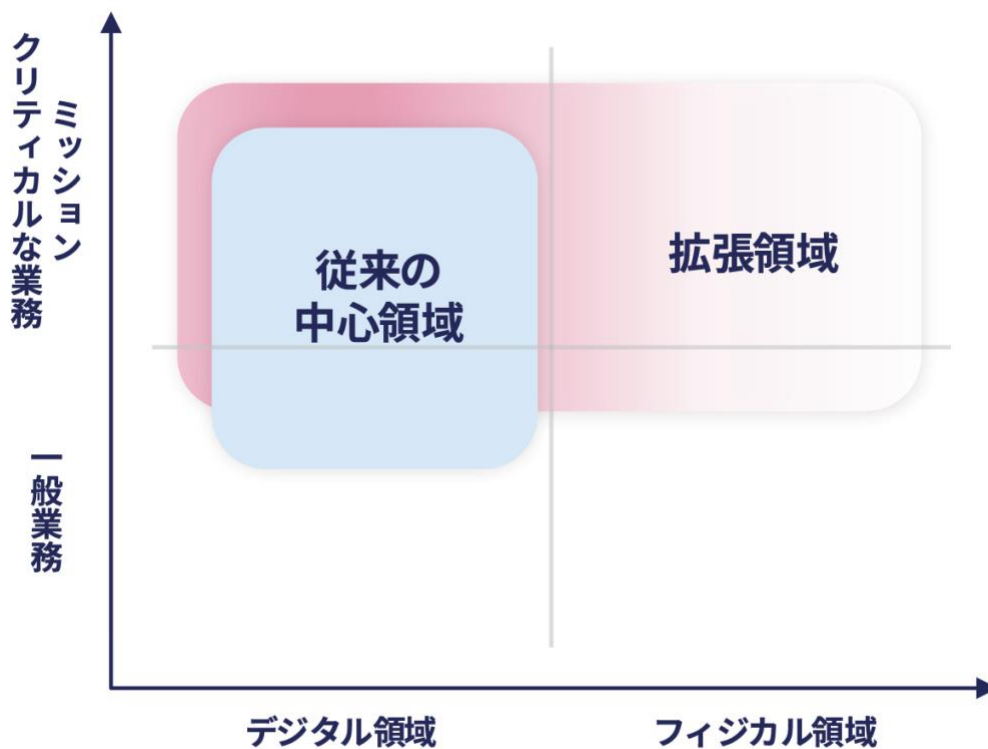 ミッション
クリティカルな業務
従来の
中心領域
拡張領域
一般業務
デジタル領域
フィジカル領域